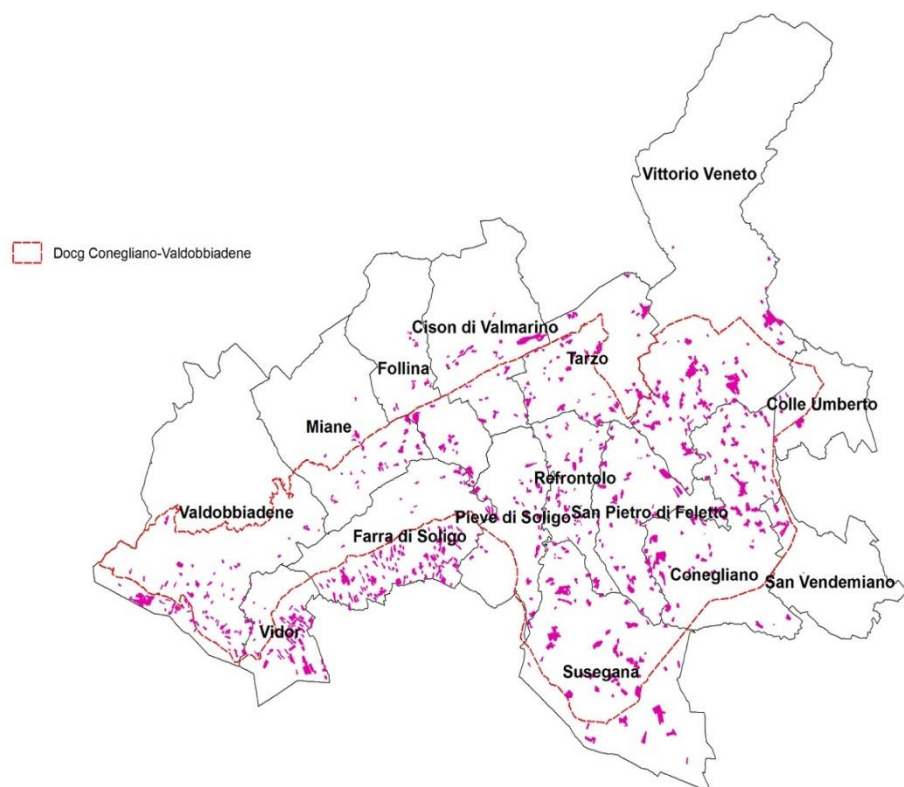 Vittorio Veneto
Docg Conegliano-Valdobbiadene
Cison di Valmarino
Tarzo
Follina
Colle Umberto
Miane
Refrontolo
Valdobbiadene
San Pietro di Feletto
Pieve di Soligo
Farra di Soligo
Conegliano
San Vendemiano
Vidor
Susegana